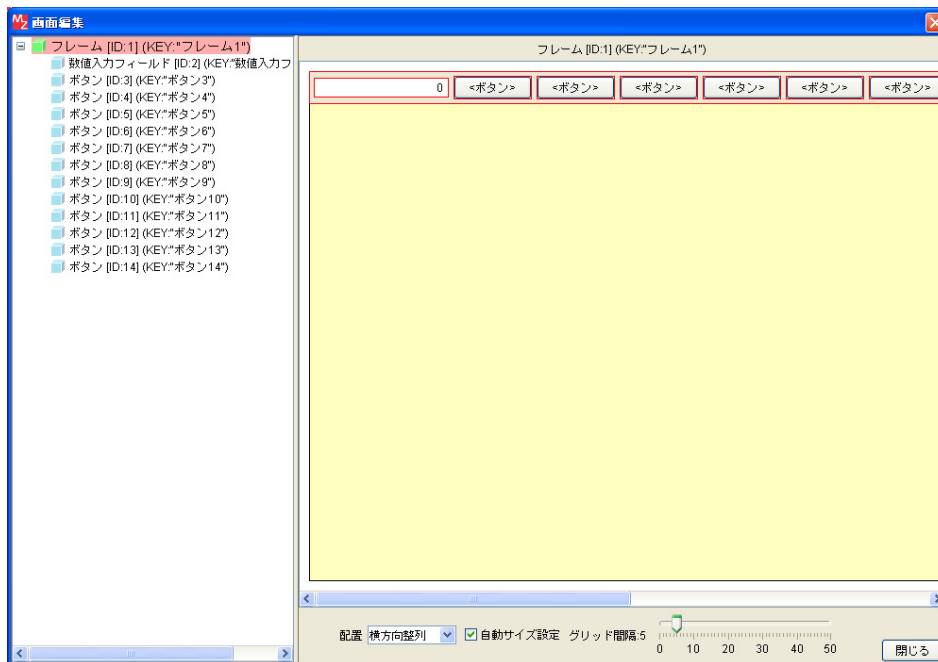 MZ 画面編集
フレーム [ID:1] (KEY:"フレーム1")
数値入力フィールド [ID:2] (KEY:"数値入力フ
ボタン [ID:3] (KEY:"ボタン3")
ボタン [ID:4] (KEY:"ボタン4")
ボタン [ID:5] (KEY:"ボタン5")
ボタン [ID:6] (KEY:"ボタン6")
ボタン [ID:7] (KEY:"ボタン7")
ボタン [ID:8] (KEY:"ボタン8")
ボタン [ID:9] (KEY:"ボタン9")
ボタン [ID:10] (KEY:"ボタン10")
ボタン [ID:11] (KEY:"ボタン11")
ボタン [ID:12] (KEY:"ボタン12")
ボタン [ID:13] (KEY:"ボタン13")
ボタン [ID:14] (KEY:"ボタン14")
フレーム [ID:1] (KEY:"フレーム1")
0 <ボタン> <ボタン> <ボタン> <ボタン> <ボタン> <ボタン>
配置 横方向整列 自動サイズ設定 グリッド間隔:5
0 10 20 30 40 50
閉じる